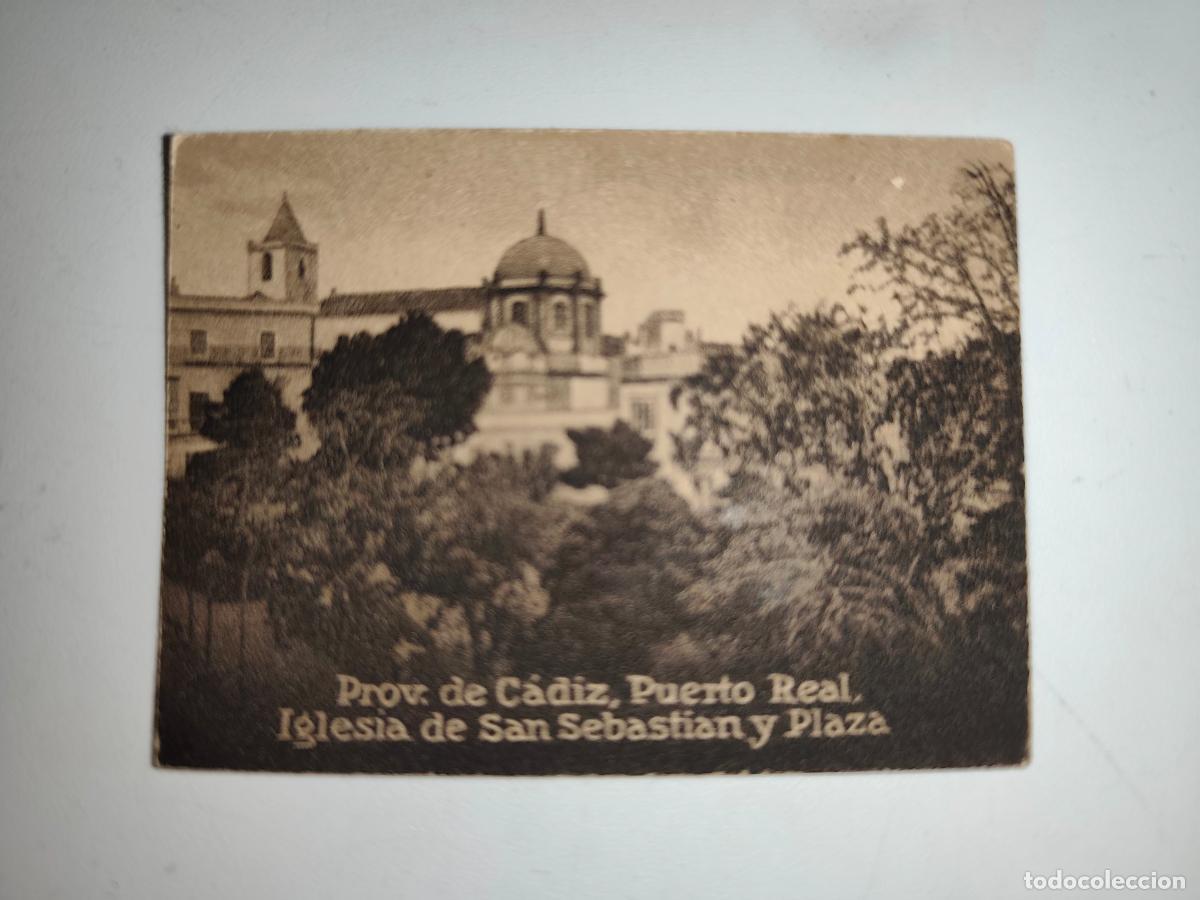 Prov. de Cádiz, Puerto Real.
Iglesia de San Sebastian y Plaza
todocoleccion